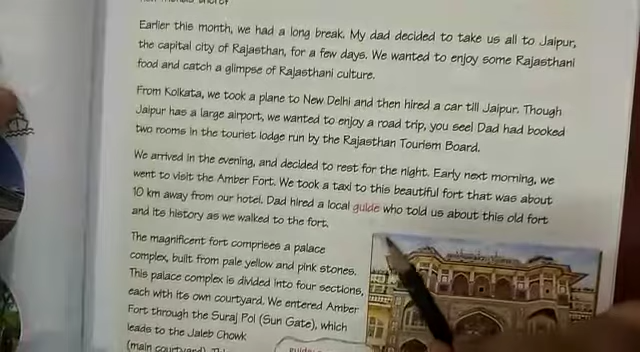 Earlier this month, we had a long break. My dad decided to take us all to Jaipur,
the capital city of Rajasthan, for a few days. We wanted to enjoy some Rajasthani
food and catch a glimpse of Rajasthani culture.
From Kolkata, we took a plane to New Delhi and then hired a car till Jaipur. Though
Jaipur has a large airport, we wanted to enjoy a road trip, you see! Dad had booked
two rooms in the tourist lodge run by the Rajasthan Tourism Board.
We arrived in the evening, and decided to rest for the night. Early next morning, we
went to visit the Amber Fort. We took a taxi to this beautiful fort that was about
10 km away from our hotel. Dad hired a local guide who told us about this old fort
and its history as we walked to the fort.
The magnificent fort comprises a palace
complex, built from pale yellow and pink stones.
This palace complex is divided into four sections,
each with its own courtyard. We entered Amber
Fort through the Suraj Pol (Sun Gate), which
leads to the Jaleb Chowk
(main courtyard).